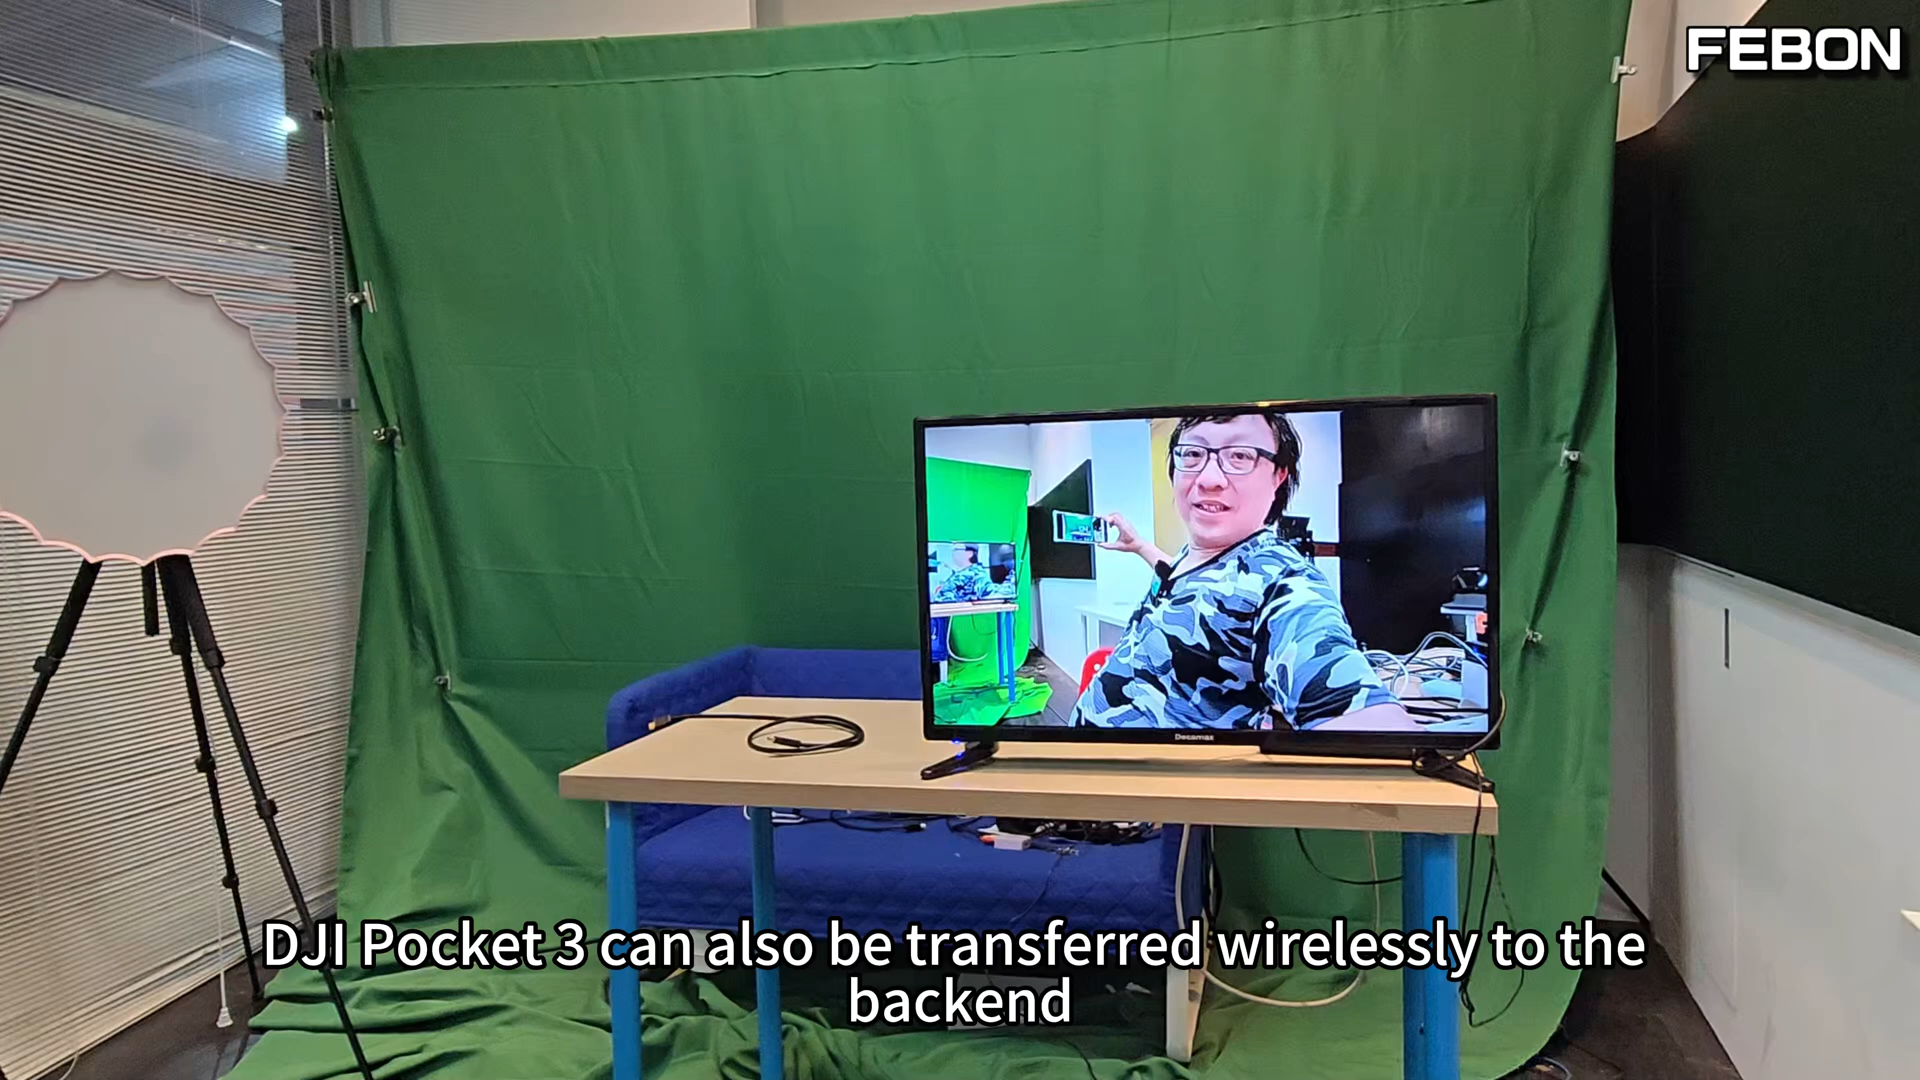 FEBON
Decamax
DJI Pocket 3 can also be transferred wirelessly to the
backend